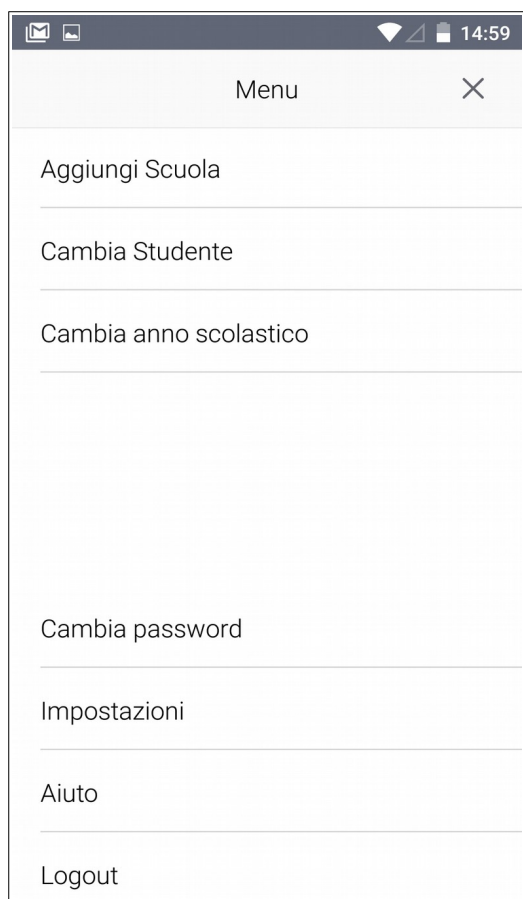 14:59
Menu
Aggiungi Scuola
Cambia Studente
Cambia anno scolastico
Cambia password
Impostazioni
Aiuto
Logout